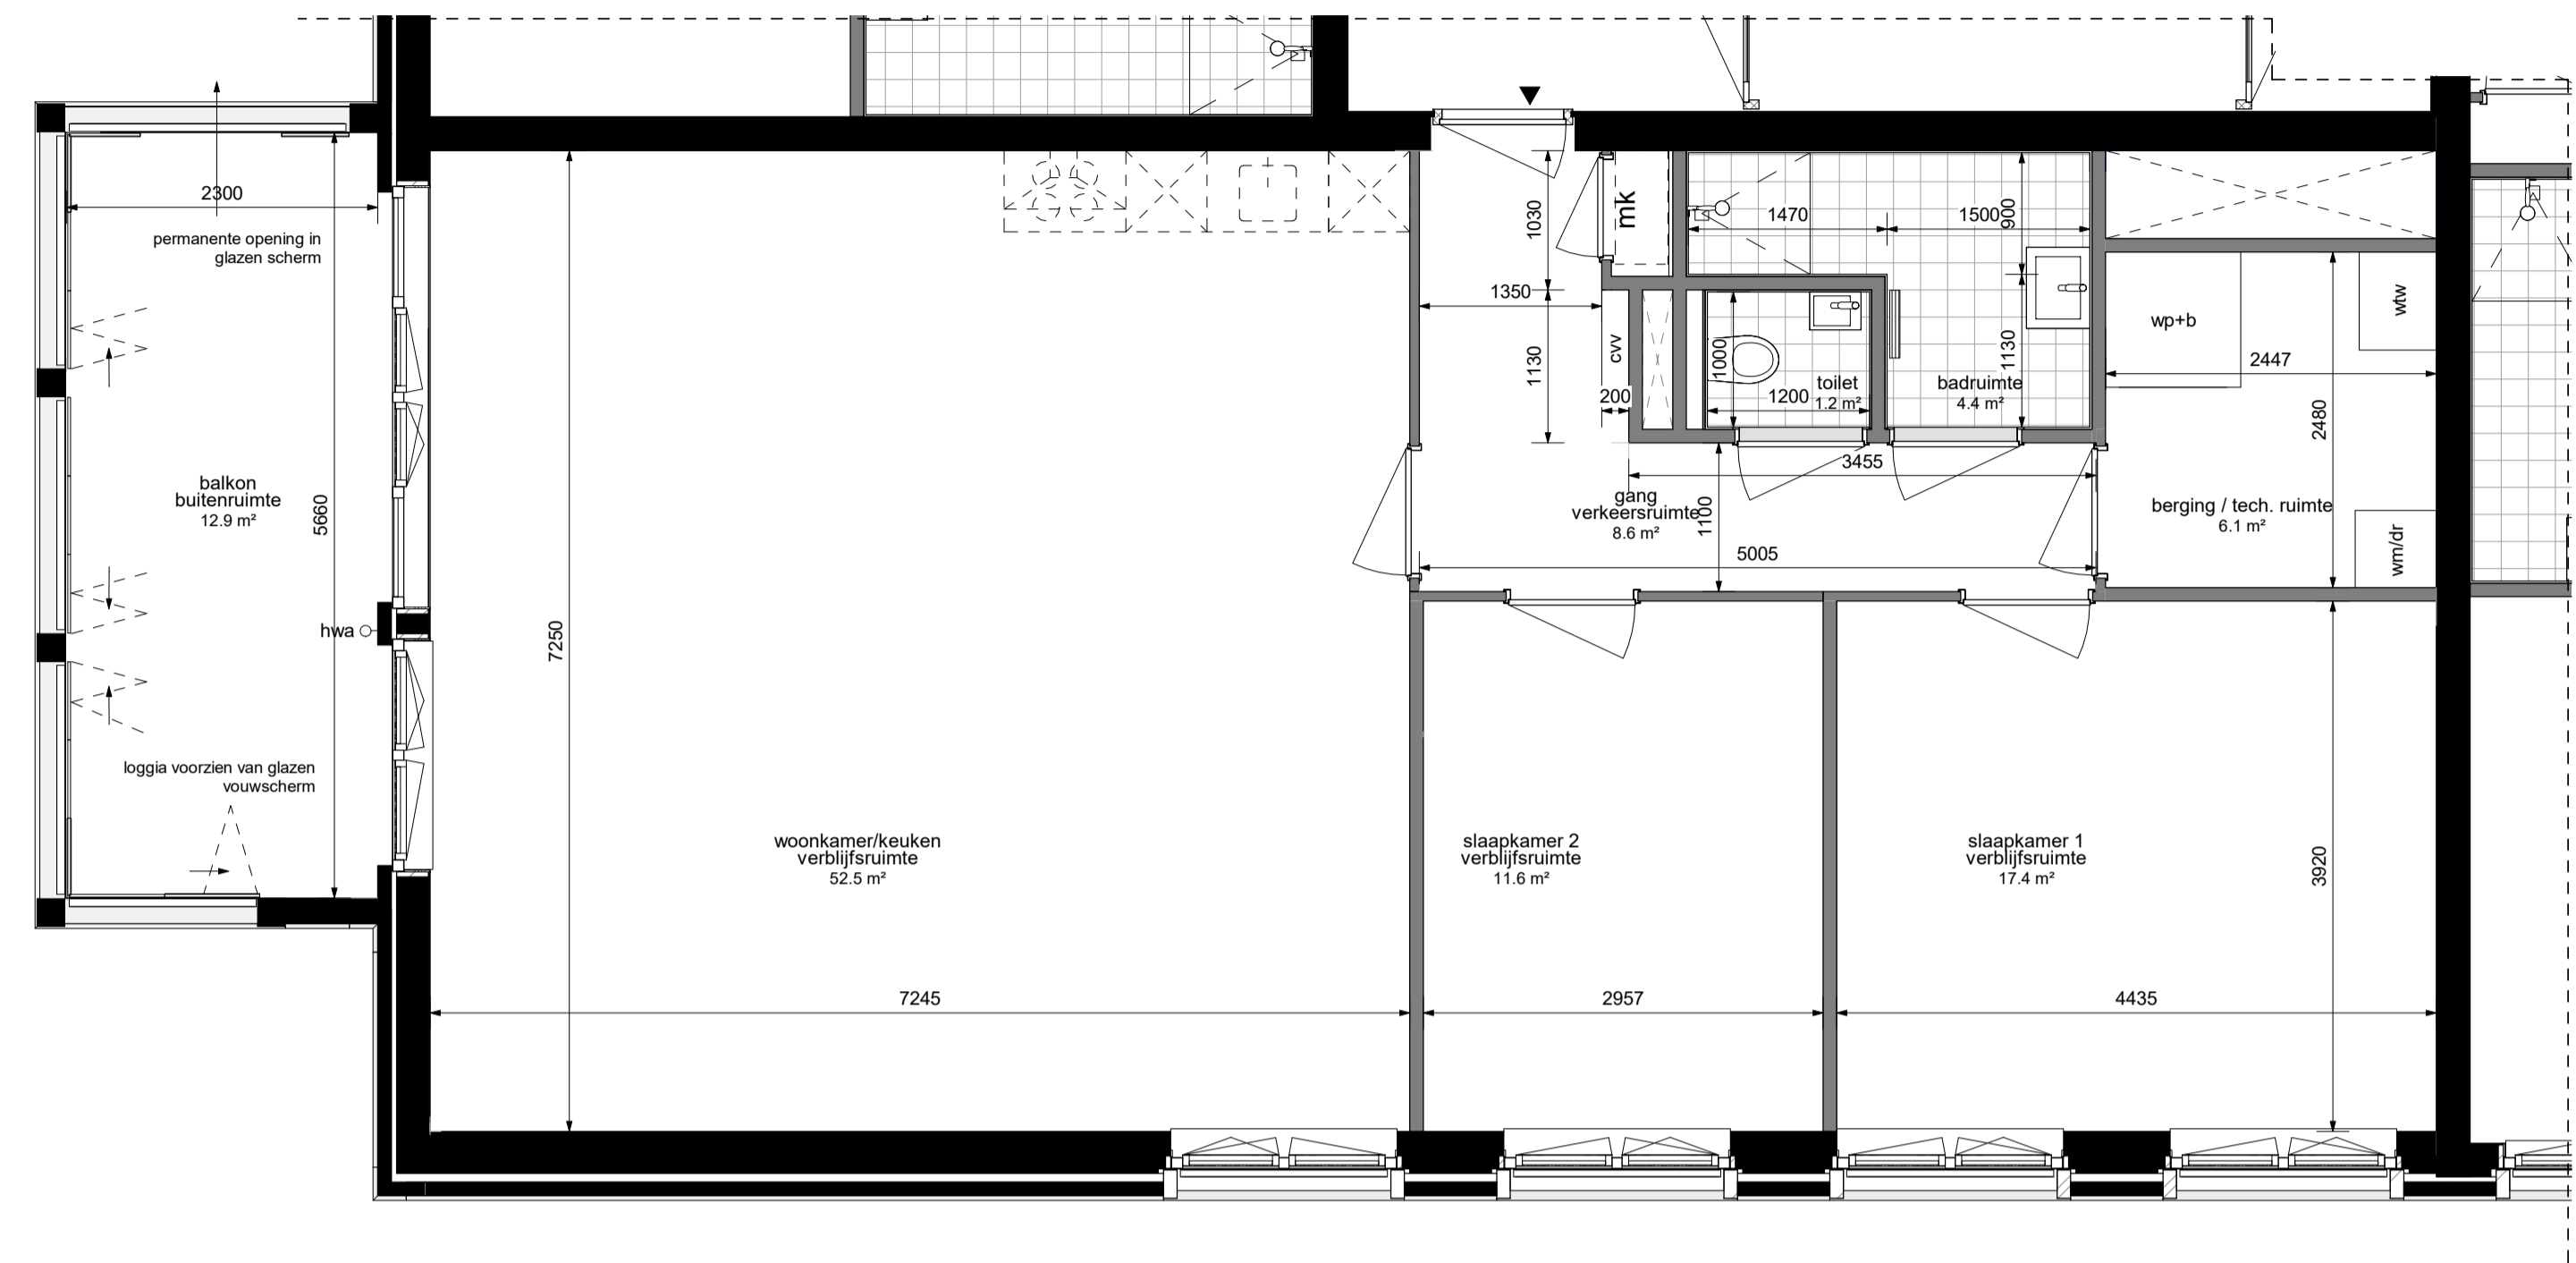 2300
permanente opening in
glazen scherm
balkon
buitenruimte
12.9 m²
5660
hwa
loggia voorzien van glazen
vouwscherm
7250
woonkamer/keuken
verblijfsruimte
52.5 m²
7245
1030
mk
1350
1130
cvv
200
1470
1500
900
1000
1200
toilet
1.2 m²
1130
badruimte
4.4 m²
3455
gang
verkeersruimte
8.6 m²
1100
5005
wp+b
wtw
2447
2480
berging / tech. ruimte
6.1 m²
wm/dr
slaapkamer 2
verblijfsruimte
11.6 m²
2957
slaapkamer 1
verblijfsruimte
17.4 m²
3920
4435